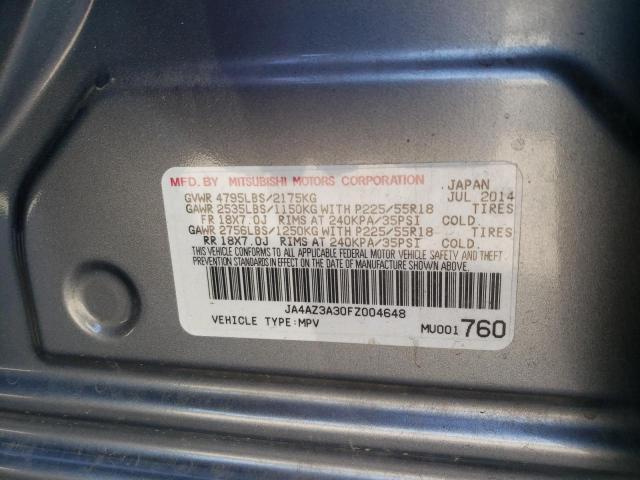 MFD. BY MITSUBISHI MOTORS CORPORATION JAPAN
GVWR 4795LBS/2175KG JUL 2014
GAWR 2535LBS/1150KG WITH P225/55R18 TIRES
FR 18X7.0J RIMS AT 240KPA/35PSI COLD.
GAWR 2756LBS/1250KG WITH P225/55R18 TIRES
RR 18X7.0J RIMS AT 240KPA/35PSI COLD.
THIS VEHICLE CONFORMS TO ALL APPLICABLE FEDERAL MOTOR VEHICLE SAFETY AND THEFT
PREVENTION STANDARDS IN EFFECT ON THE DATE OF MANUFACTURE SHOWN ABOVE.
JA4AZ3A30FZ004648
VEHICLE TYPE:MPV MU001760